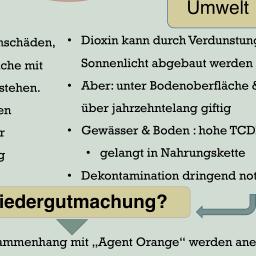 Umwelt
Dioxin kann durch Verdunstung
nschäden,
Sonnenlicht abgebaut werden
che mit
Aber: unter Bodenoberfläche &
stehen.
über jahrzehntelang giftig
en
Gewässer & Boden : hohe TCD
r
gelangt in Nahrungskette
g
Dekontamination dringend not
iedergutmachung?
ammenhang mit „Agent Orange“ werden ane